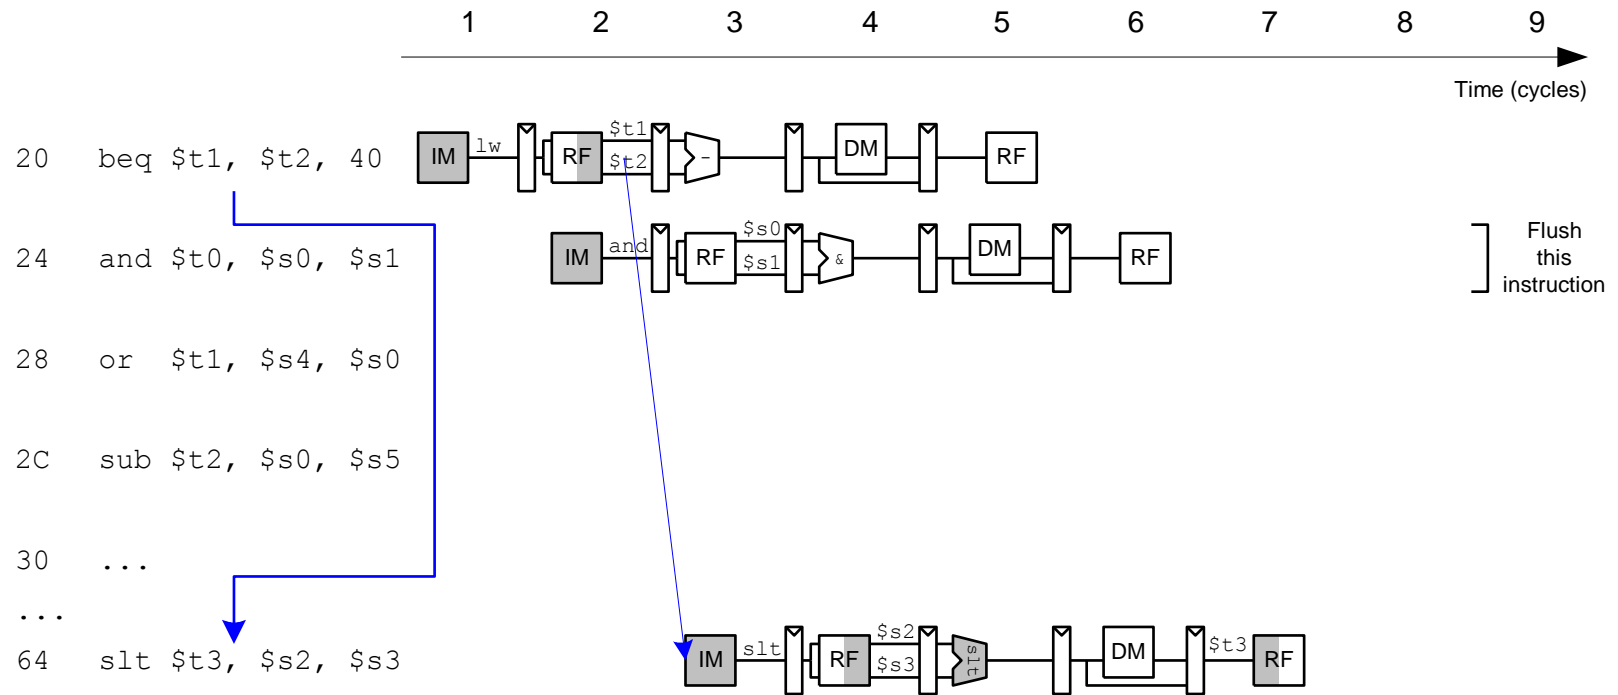 1 2 3 4 5 6 7 8 9
Time (cycles)
20 beq $t1, $t2, 40 IM lw RF $t1 $t2 - DM RF
24 and $t0, $s0, $s1 IM and RF $s0 $s1 & DM RF Flush this instruction
28 or $t1, $s4, $s0
2C sub $t2, $s0, $s5
30 ...
...
64 slt $t3, $s2, $s3 IM slt RF $s2 $s3 slt DM $t3 RF